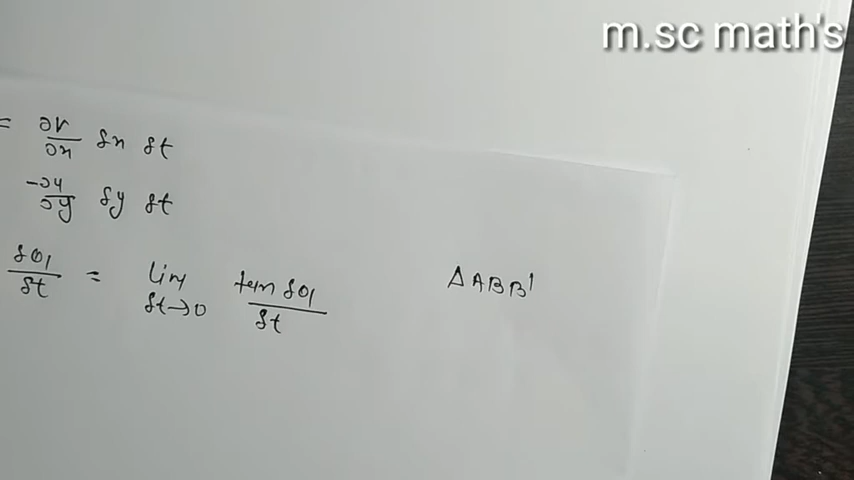 m.sc math's
= ∂v/∂x δx δt
-∂u/∂y δy δt
δθ₁/δt = lim δt→0 tan δθ₁/δt
ΔABB'